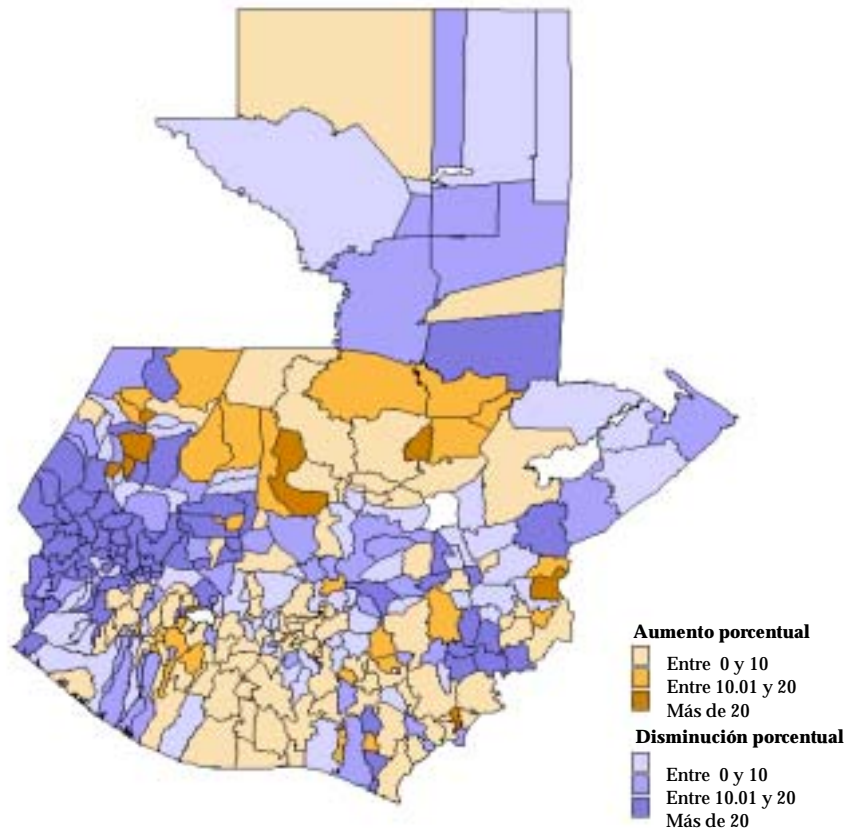 Aumento porcentual
Entre 0 y 10
Entre 10.01 y 20
Más de 20
Disminución porcentual
Entre 0 y 10
Entre 10.01 y 20
Más de 20